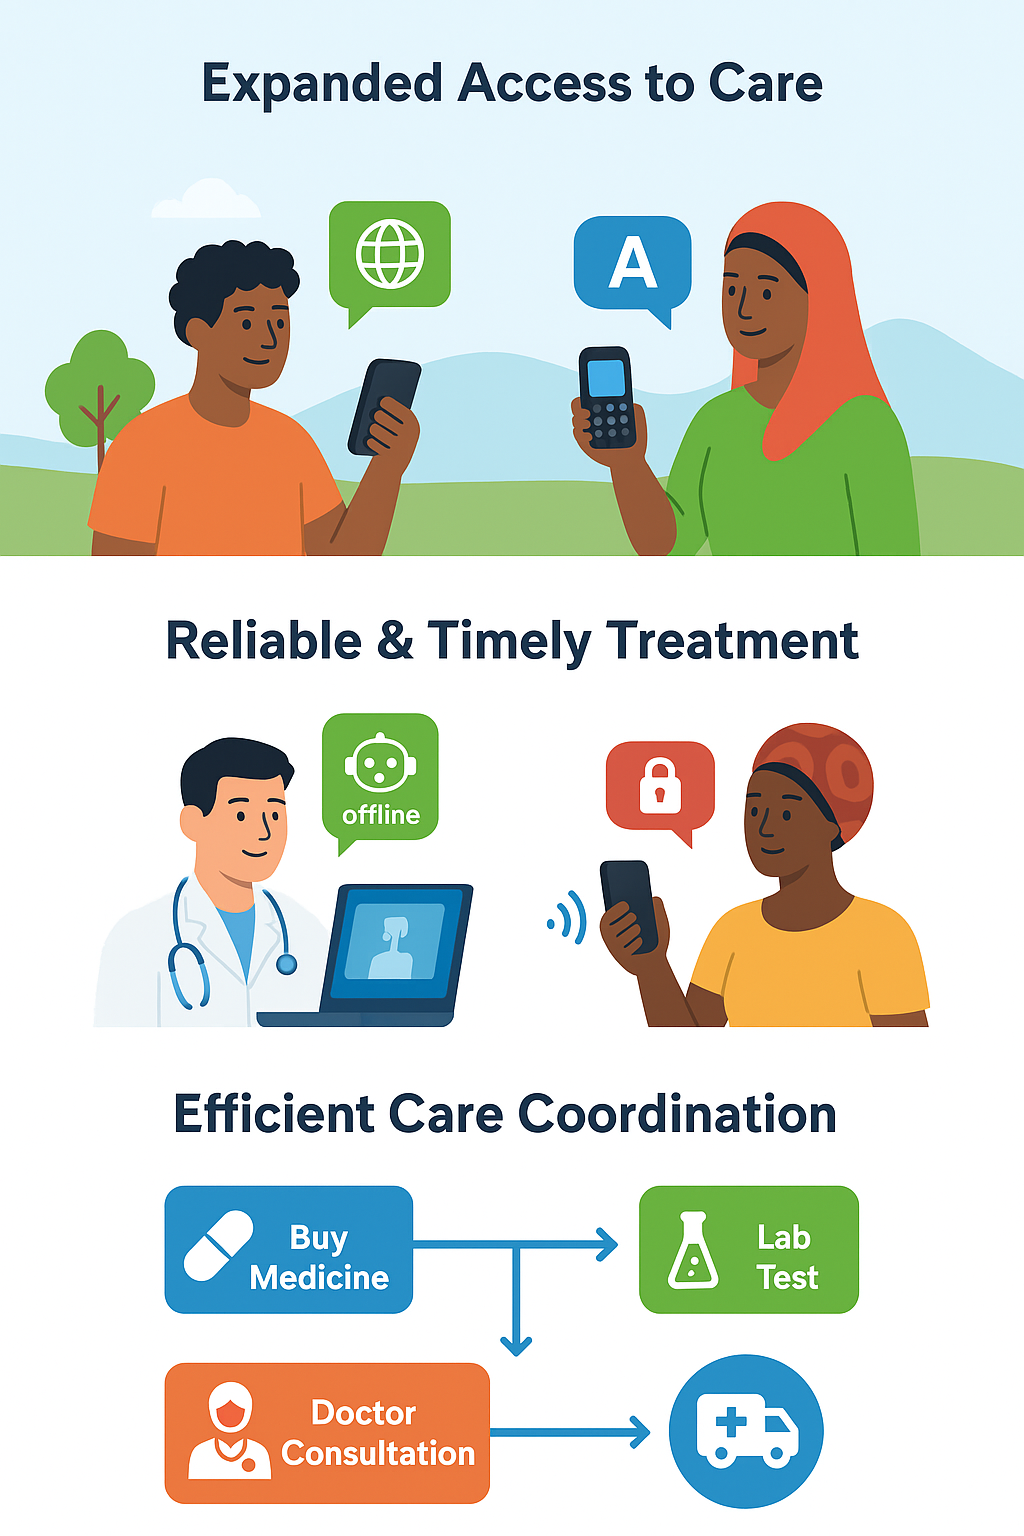 Expanded Access to Care
A
Reliable & Timely Treatment
offline
Efficient Care Coordination
Buy
Medicine
Lab
Test
Doctor
Consultation